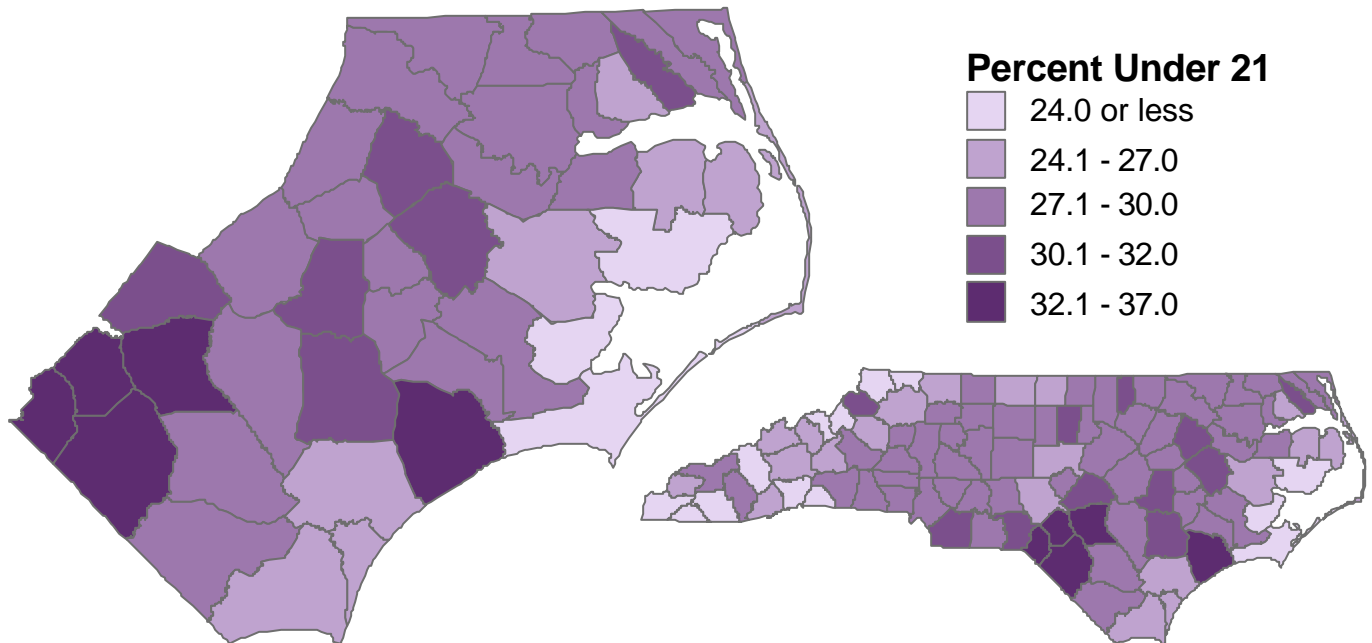 Percent Under 21
24.0 or less
24.1 - 27.0
27.1 - 30.0
30.1 - 32.0
32.1 - 37.0